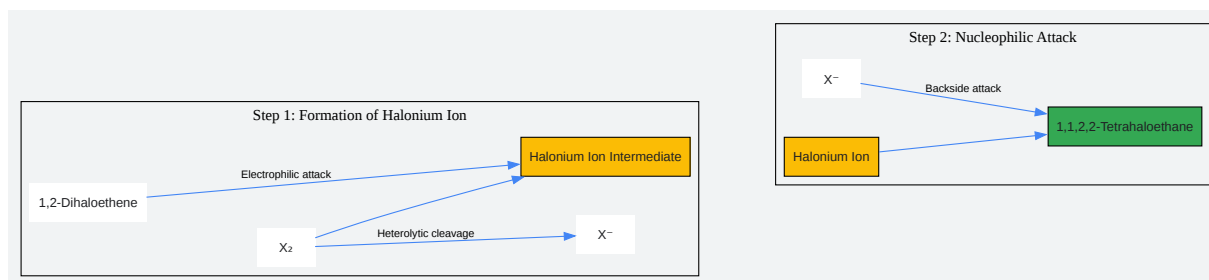 Step 1: Formation of Halonium Ion
Halonium Ion Intermediate
Electrophilic attack
1,2-Dihaloethene
X₂
Heterolytic cleavage
X⁻
Step 2: Nucleophilic Attack
X⁻
Backside attack
1,1,2,2-Tetrahaloethane
Halonium Ion